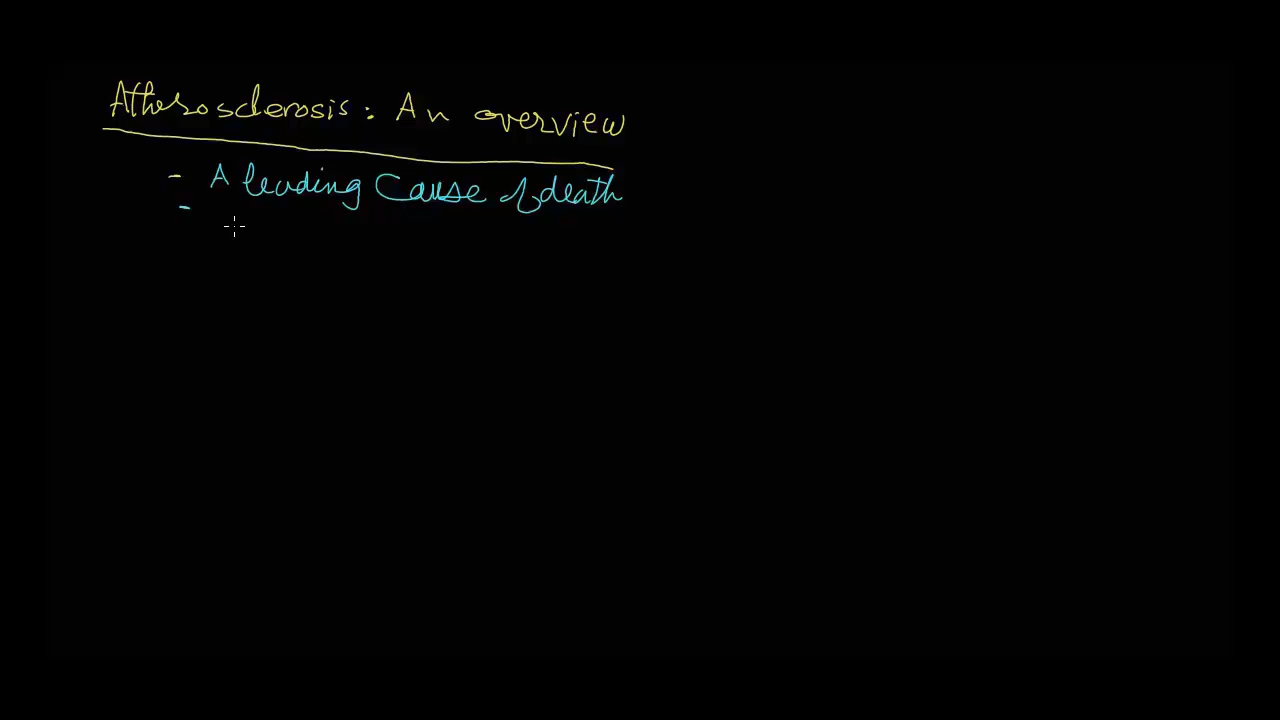 Atherosclerosis: An overview
- A leading Cause of death
-